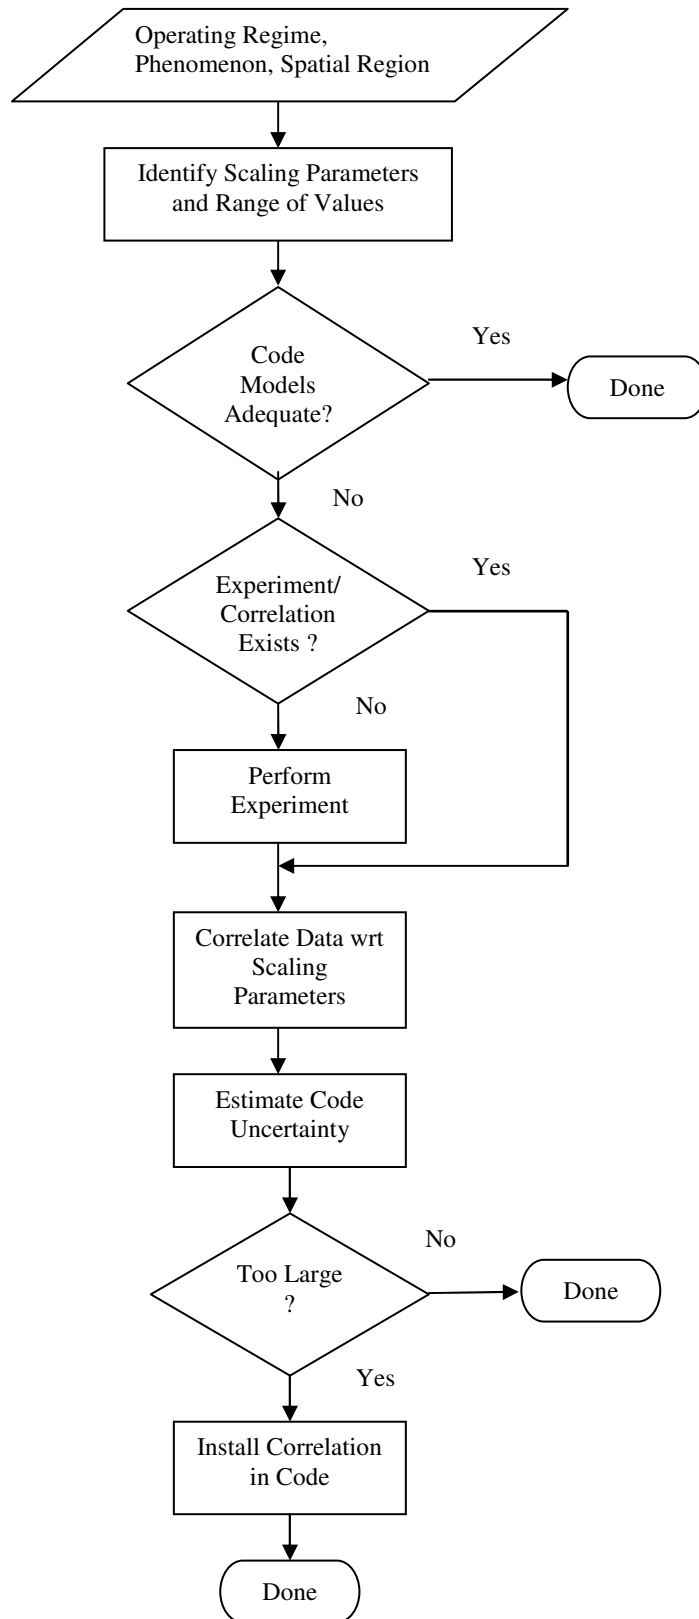 Operating Regime,
Phenomenon, Spatial Region
Identify Scaling Parameters
and Range of Values
Code
Models
Adequate?
Yes
Done
No
Experiment/
Correlation
Exists ?
Yes
No
Perform
Experiment
Correlate Data wrt
Scaling
Parameters
Estimate Code
Uncertainty
Too Large
?
No
Done
Yes
Install Correlation
in Code
Done